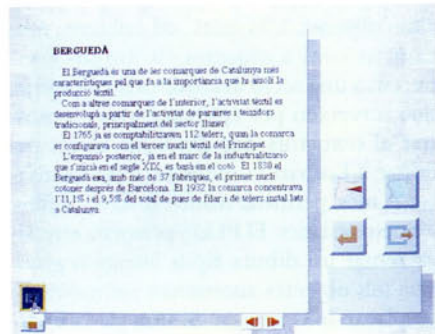 BERGUEDÀ
El Berguedà és una de les comarques de Catalunya més
característiques pel que fa a la importància que hi assolí la
producció tèxtil.
Com a altres comarques de l'interior, l'activitat tèxtil es
desenvolupà a partir de l'activitat de paraires i teixidors
tradicionals, principalment del sector llaner.
El 1765 ja es comptabilitzaven 112 telers, quan la comarca
es configurava com el tercer nucli tèxtil del Principat.
L'expansió posterior, ja en el marc de la industrialització
que s'inicià en el segle XIX, es basà en el cotó. El 1838 el
Berguedà era, amb més de 37 fàbriques, el primer nucli
cotoner després de Barcelona. El 1932 la comarca concentrava
l'11,1% i el 9,5% del total de pues de filar i de telers instal·lats
a Catalunya.